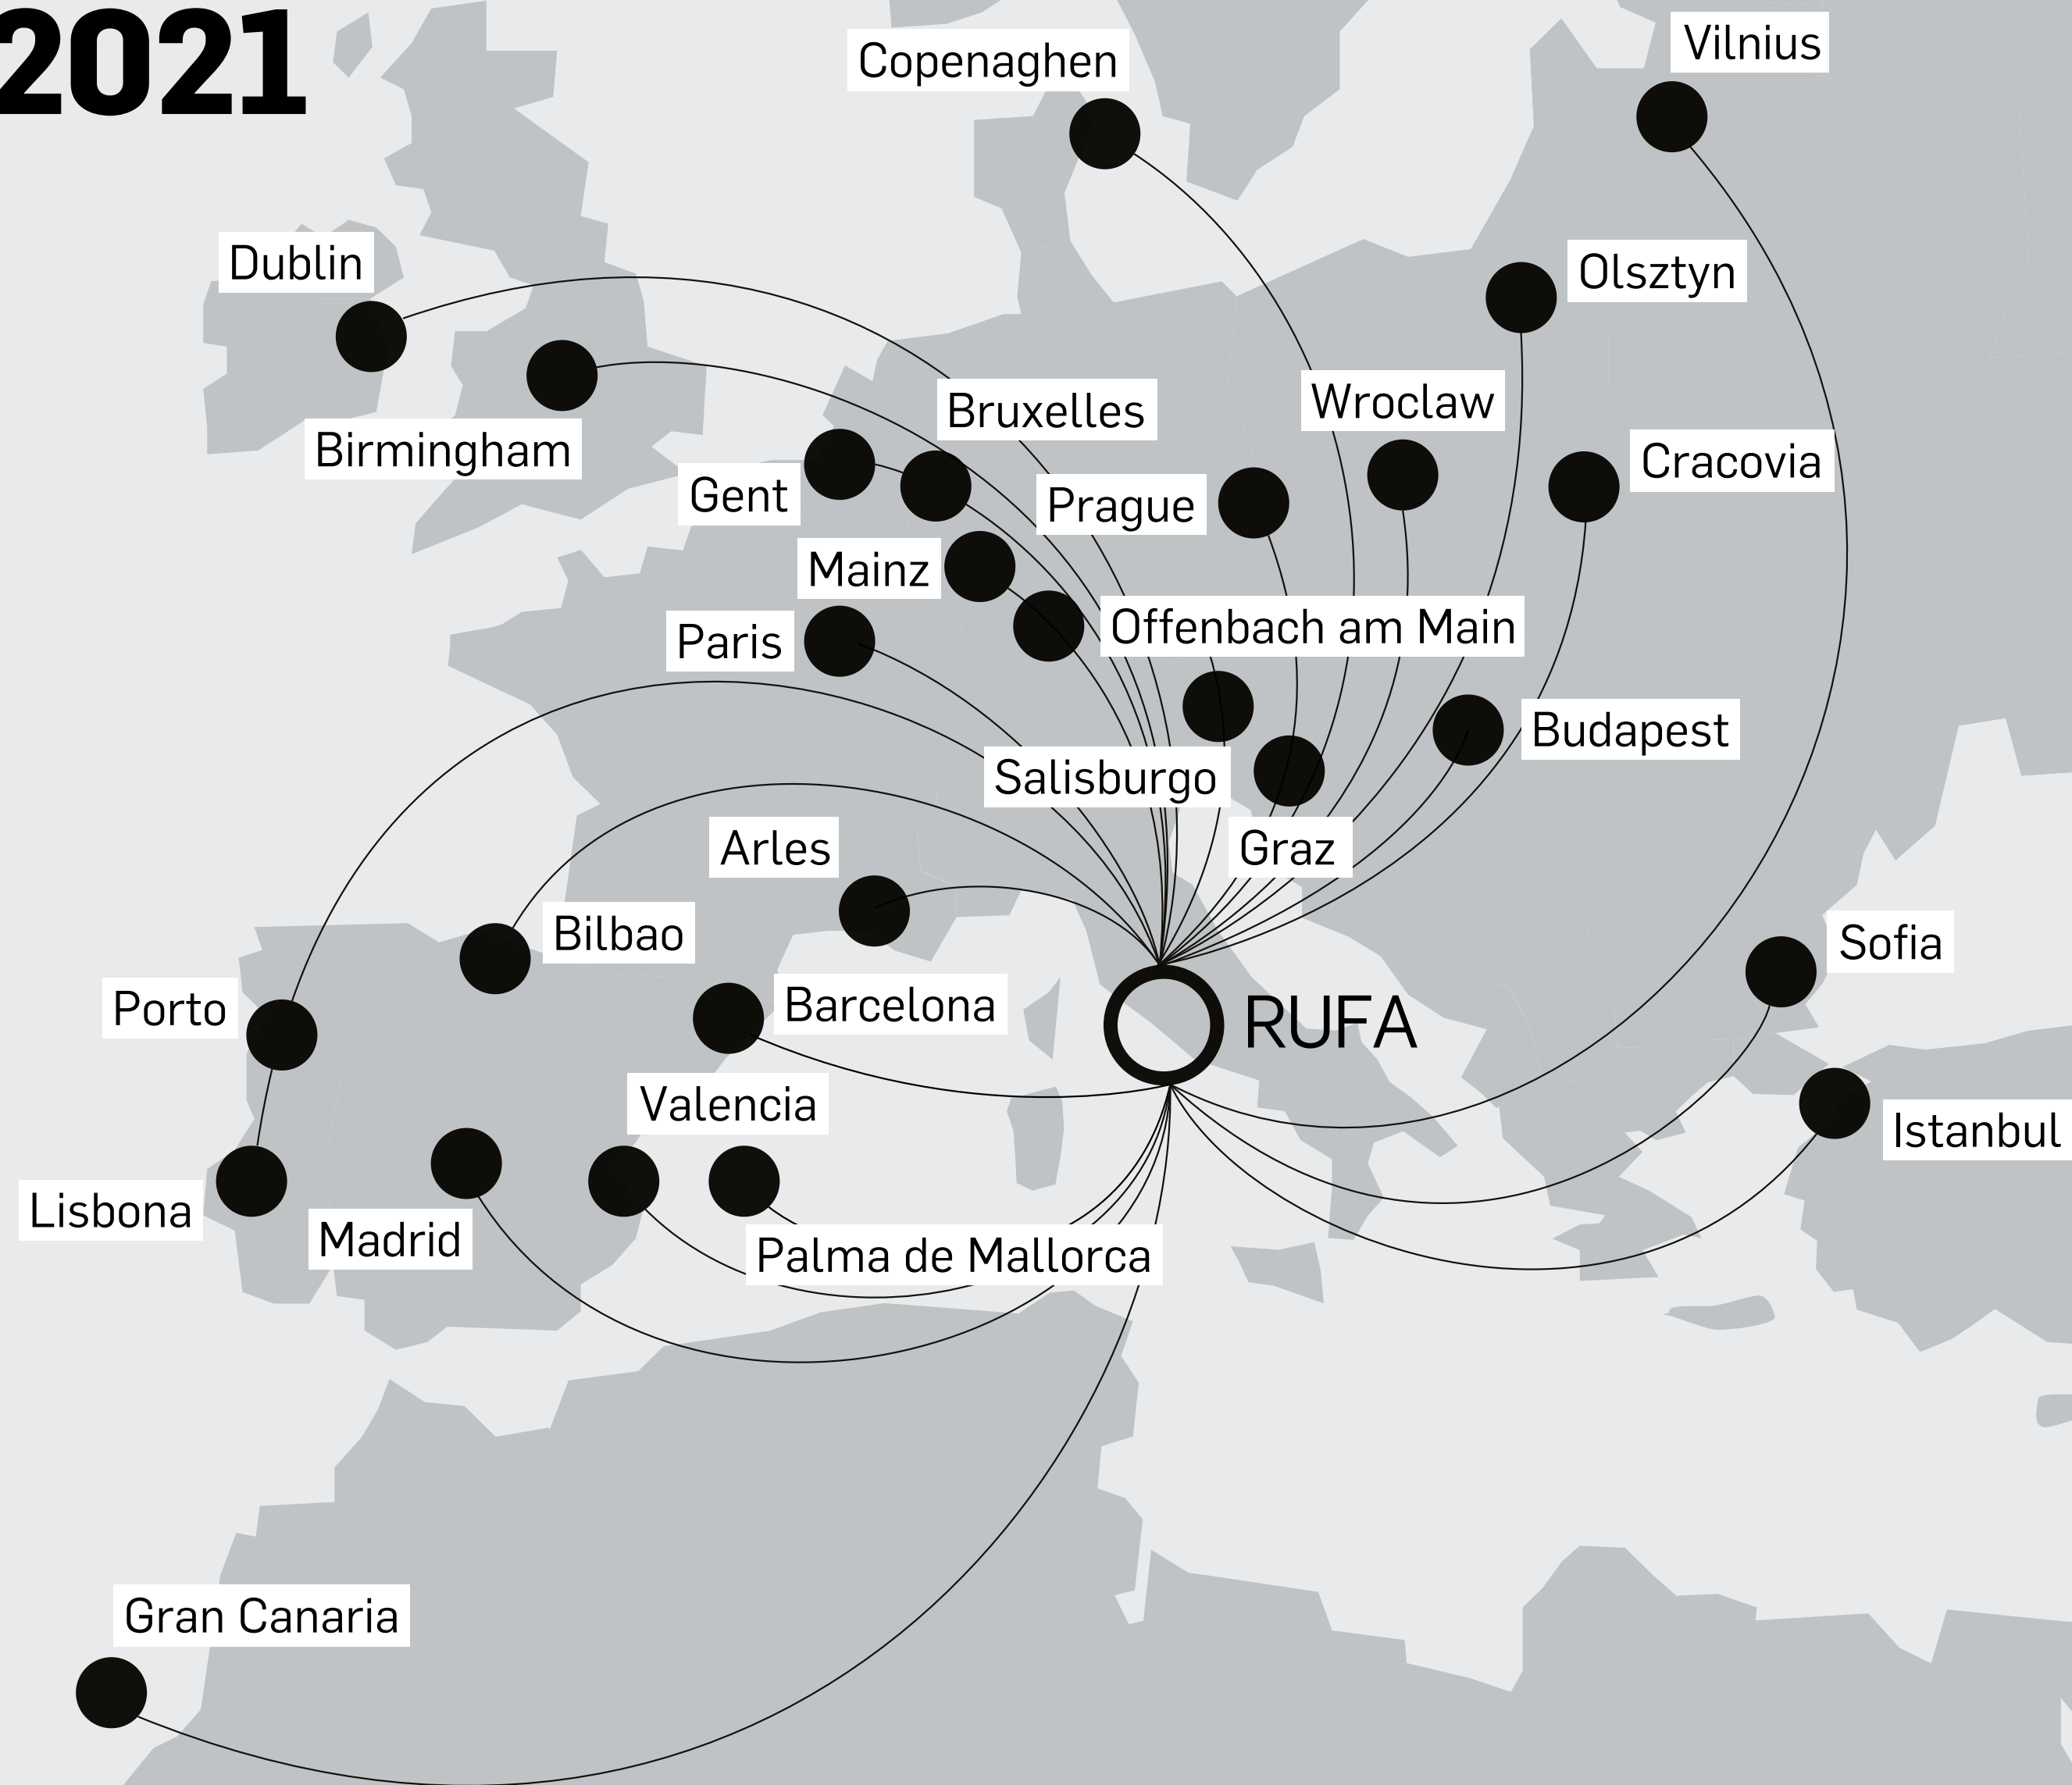 2021
Copenaghen
Vilnius
Dublin
Olsztyn
Bruxelles
Wroclaw
Birmingham
Cracovia
Gent
Prague
Mainz
Offenbach am Main
Paris
Budapest
Salisburgo
Arles
Graz
Bilbao
Sofia
Porto
Barcelona
RUFA
Valencia
Istanbul
Lisbona
Madrid
Palma de Mallorca
Gran Canaria